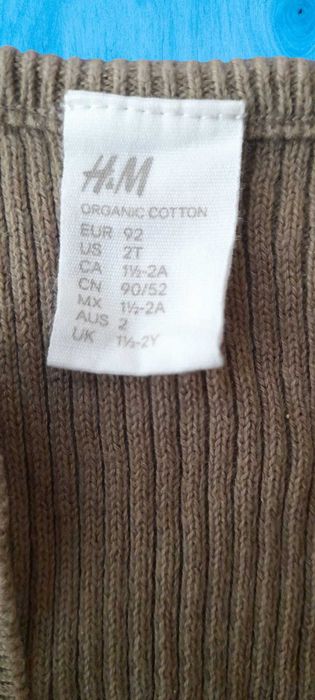 H&M
ORGANIC COTTON
EUR 92
US 2T
CA 1½-2A
CN 90/52
MX 1½-2A
AUS 2
UK 1½-2Y